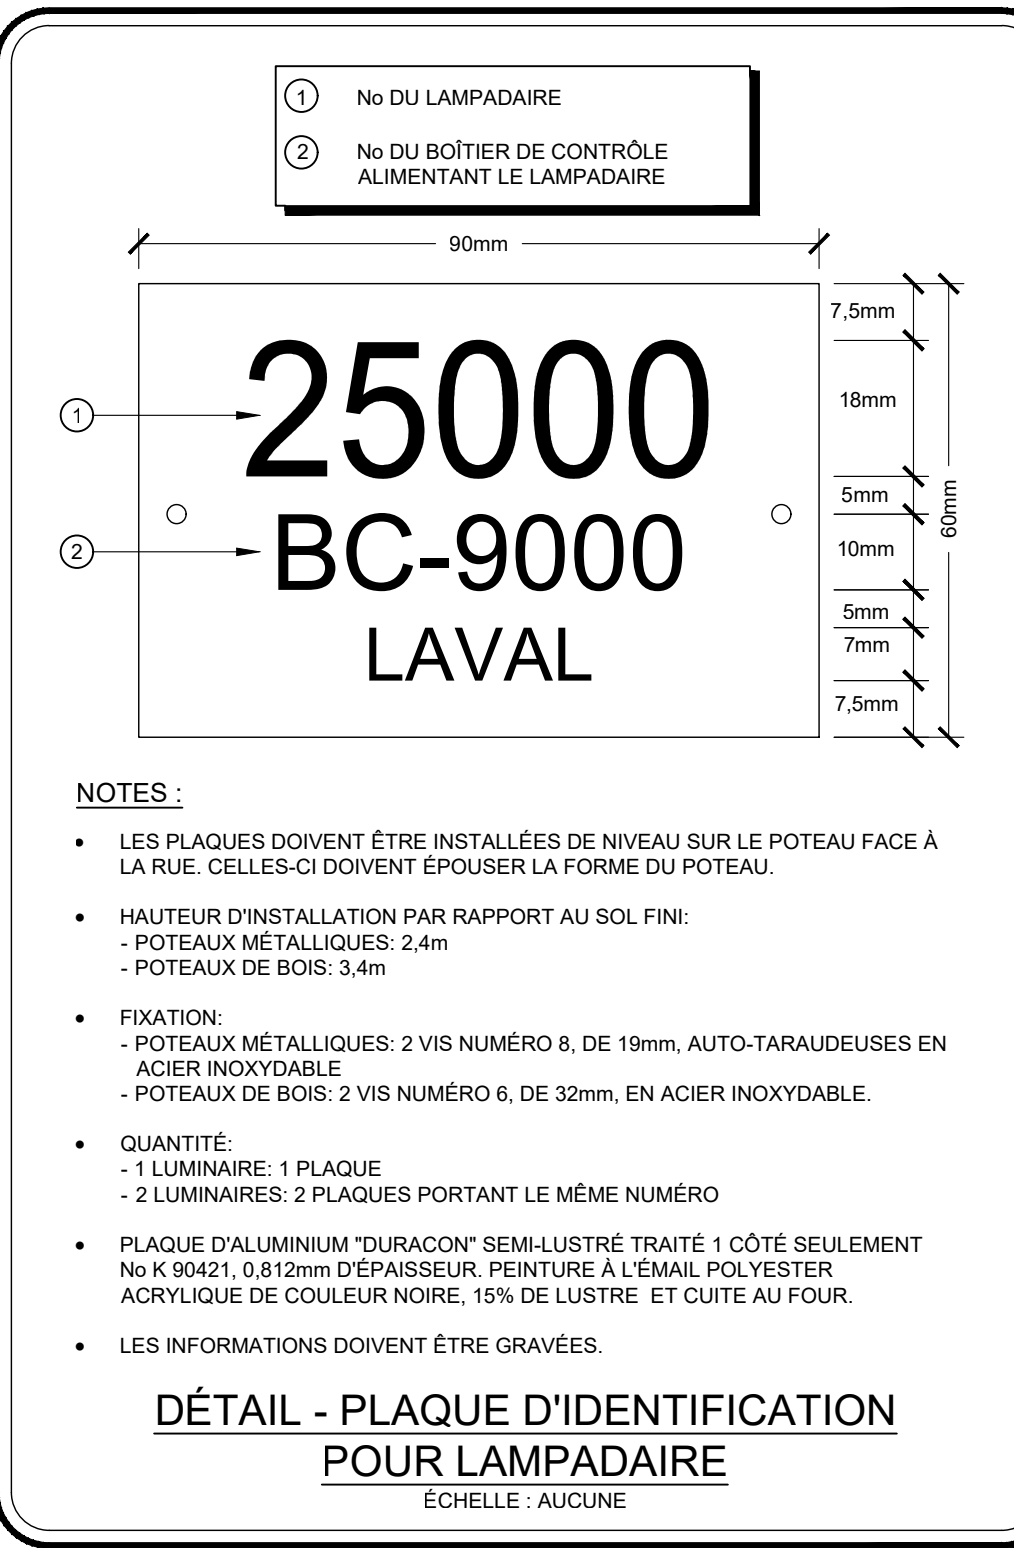 1 No DU LAMPADAIRE
2 No DU BOÎTIER DE CONTRÔLE
ALIMENTANT LE LAMPADAIRE
90mm
7,5mm
25000
18mm
1
5mm
60mm
BC-9000
10mm
2
5mm
LAVAL
7mm
7,5mm
NOTES :
• LES PLAQUES DOIVENT ÊTRE INSTALLÉES DE NIVEAU SUR LE POTEAU FACE À
LA RUE. CELLES-CI DOIVENT ÉPOUSER LA FORME DU POTEAU.
• HAUTEUR D'INSTALLATION PAR RAPPORT AU SOL FINI:
- POTEAUX MÉTALLIQUES: 2,4m
- POTEAUX DE BOIS: 3,4m
• FIXATION:
- POTEAUX MÉTALLIQUES: 2 VIS NUMÉRO 8, DE 19mm, AUTO-TARAUDEUSES EN
ACIER INOXYDABLE
- POTEAUX DE BOIS: 2 VIS NUMÉRO 6, DE 32mm, EN ACIER INOXYDABLE.
• QUANTITÉ:
- 1 LUMINAIRE: 1 PLAQUE
- 2 LUMINAIRES: 2 PLAQUES PORTANT LE MÊME NUMÉRO
• PLAQUE D'ALUMINIUM "DURACON" SEMI-LUSTRÉ TRAITÉ 1 CÔTÉ SEULEMENT
No K 90421, 0,812mm D'ÉPAISSEUR. PEINTURE À L'ÉMAIL POLYESTER
ACRYLIQUE DE COULEUR NOIRE, 15% DE LUSTRE ET CUITE AU FOUR.
• LES INFORMATIONS DOIVENT ÊTRE GRAVÉES.
DÉTAIL - PLAQUE D'IDENTIFICATION
POUR LAMPADAIRE
ÉCHELLE : AUCUNE